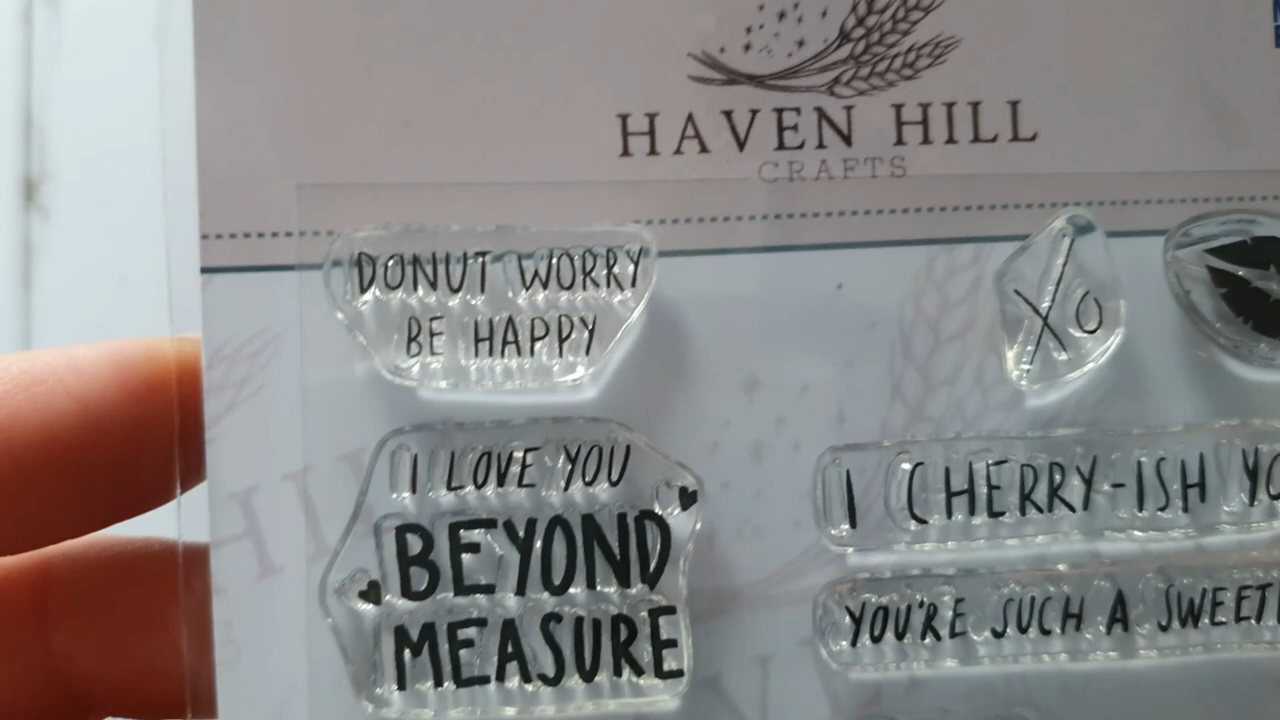 HAVEN HILL
CRAFTS
DONUT WORRY
BE HAPPY
XO
I LOVE YOU
BEYOND
MEASURE
I CHERRY-ISH
YOU'RE SUCH A